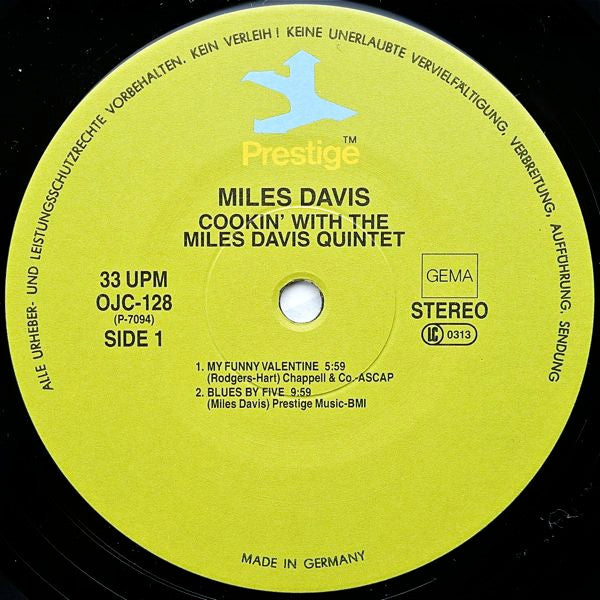 ALLE URHEBER- UND LEISTUNGSSCHUTZRECHTE VORBEHALTEN. KEIN VERLEIH! KEINE UNERLAUBTE VERVIELFÄLTIGUNG, VERBREITUNG, AUFFÜHRUNG, SENDUNG
Prestige™
MILES DAVIS
COOKIN' WITH THE
MILES DAVIS QUINTET
33 UPM
OJC-128
(P-7094)
SIDE 1
GEMA
STEREO
LC 0313
1. MY FUNNY VALENTINE 5:59
(Rodgers-Hart) Chappell & Co.-ASCAP
2. BLUES BY FIVE 9:59
(Miles Davis) Prestige Music-BMI
MADE IN GERMANY